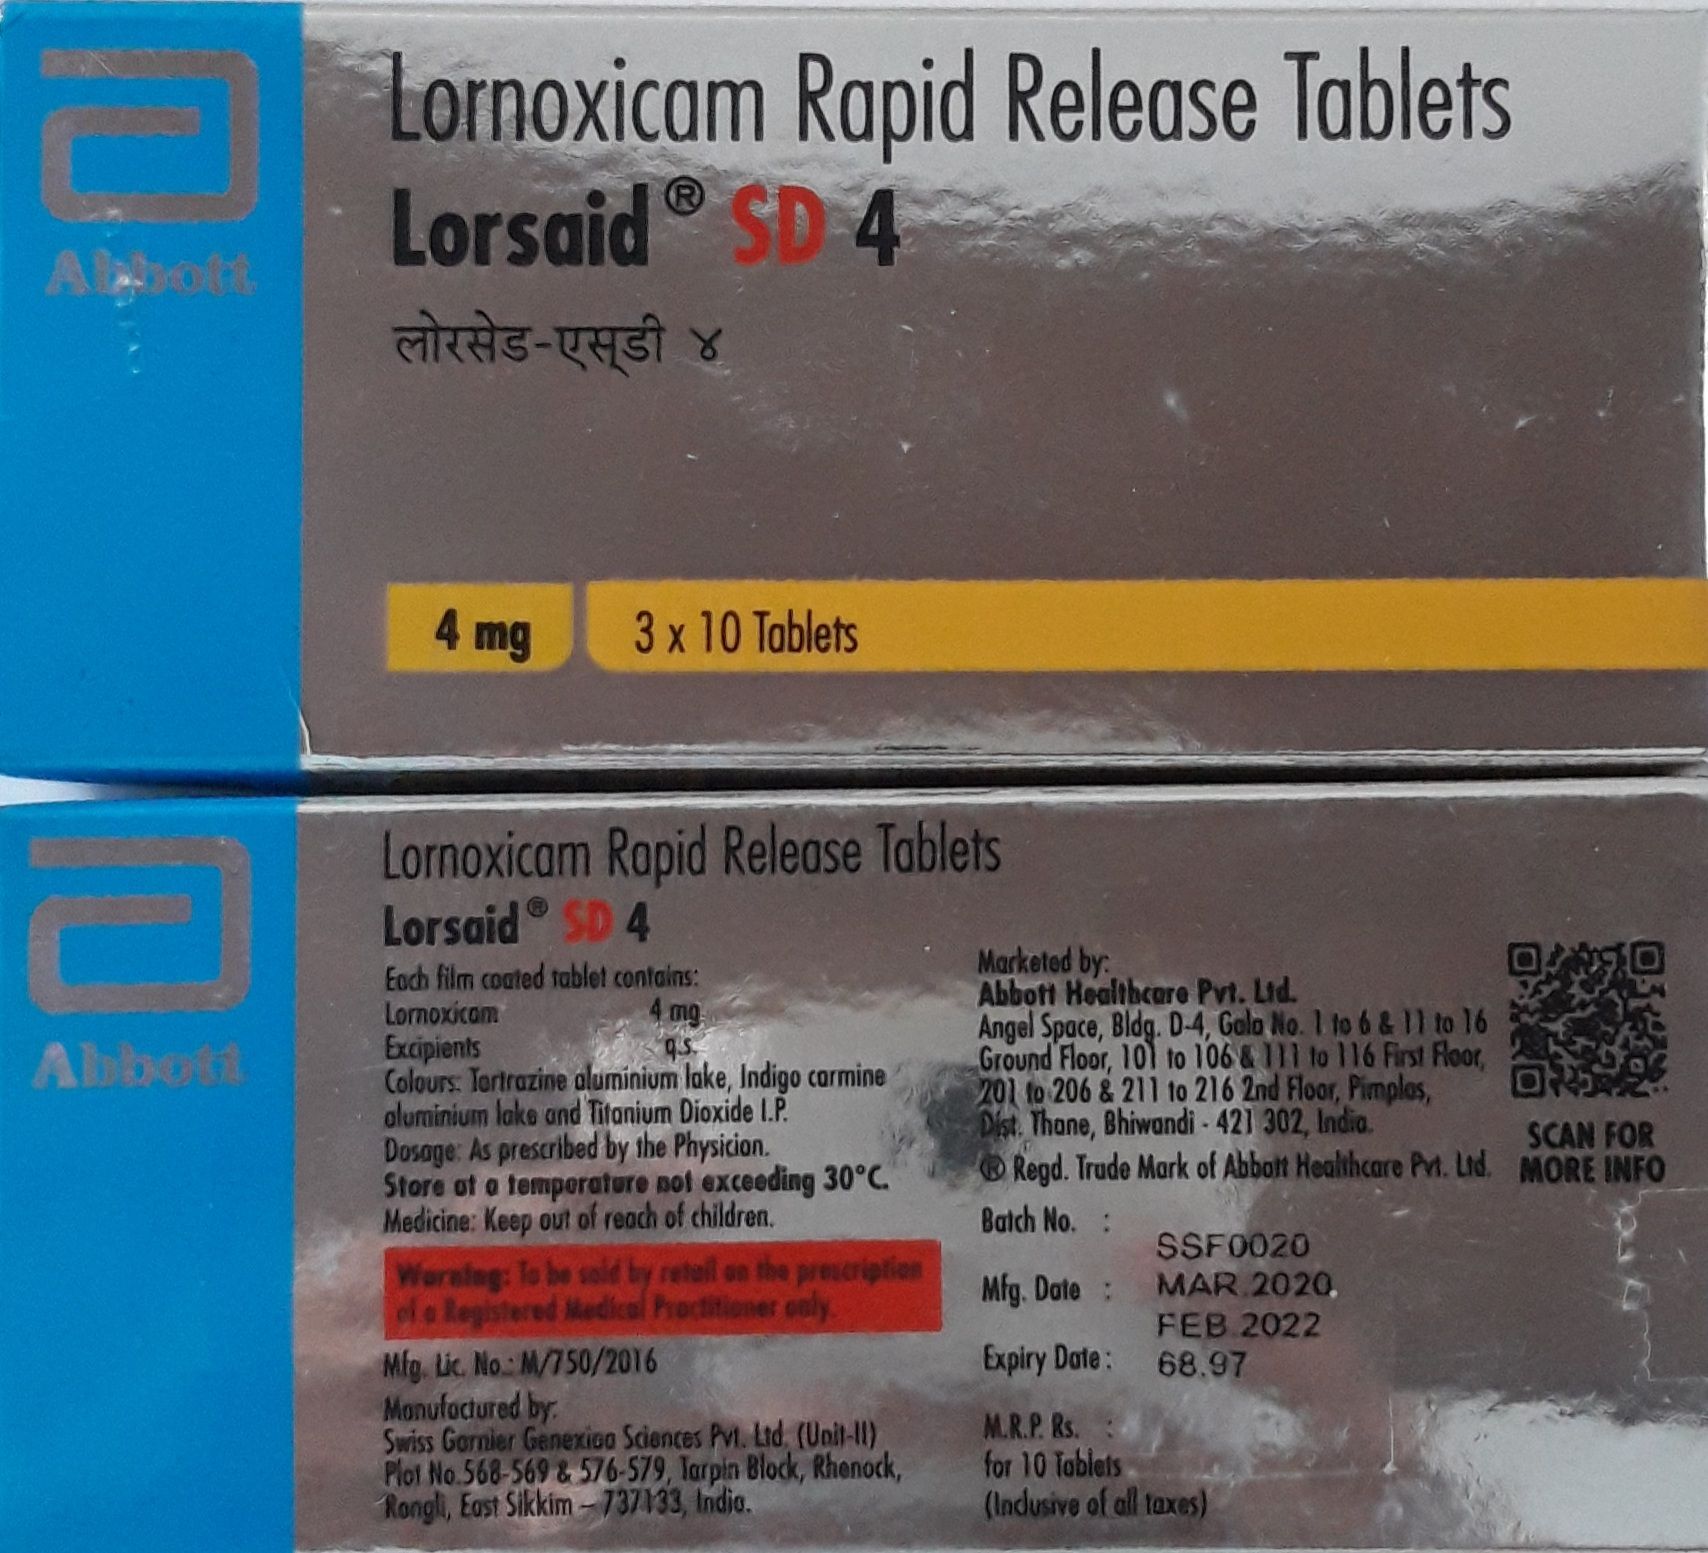 Abbott
Lornoxicam Rapid Release Tablets
Lorsaid® SD 4
लोरसेड-एस्डी ४
4 mg
3 x 10 Tablets
Abbott
Lornoxicam Rapid Release Tablets
Lorsaid® SD 4
Each film coated tablet contains:
Lornoxicam 4 mg
Excipients q.s.
Colours: Tartrazine aluminium lake, Indigo carmine
aluminium lake and Titanium Dioxide I.P.
Dosage: As prescribed by the Physician.
Store at a temperature not exceeding 30°C.
Medicine: Keep out of reach of children.
Warning: To be sold by retail on the prescription
of a Registered Medical Practitioner only.
Mfg. Lic. No.: M/750/2016
Manufactured by:
Swiss Garnier Genexiaa Sciences Pvt. Ltd. (Unit-II)
Plot No.568-569 & 576-579, Tarpin Block, Rhenock,
Rongli, East Sikkim – 737133, India.
Marketed by:
Abbott Healthcare Pvt. Ltd.
Angel Space, Bldg. D-4, Gala No. 1 to 6 & 11 to 16
Ground Floor, 101 to 106 & 111 to 116 First Floor,
201 to 206 & 211 to 216 2nd Floor, Pimplas,
Dist. Thane, Bhiwandi - 421 302, India.
® Regd. Trade Mark of Abbott Healthcare Pvt. Ltd.
Batch No. :
SSF0020
Mfg. Date : MAR.2020
FEB.2022
Expiry Date : 68.97
M.R.P. Rs. :
for 10 Tablets
(Inclusive of all taxes)
SCAN FOR
MORE INFO